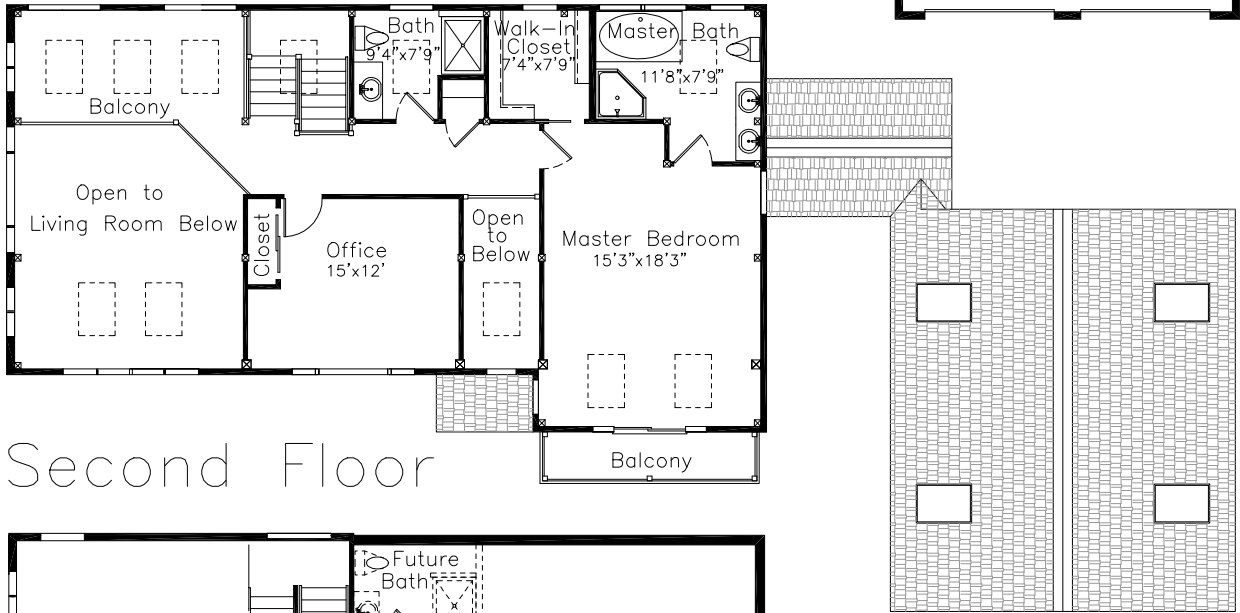 Bath
9'4"x7'9"
Walk-In
Closet
7'4"x7'9"
Master Bath
11'8"x7'9"
Balcony
Open to
Living Room Below
Closet
Office
15'x12'
Open
to
Below
Master Bedroom
15'3"x18'3"
Balcony
Second Floor
Future
Bath